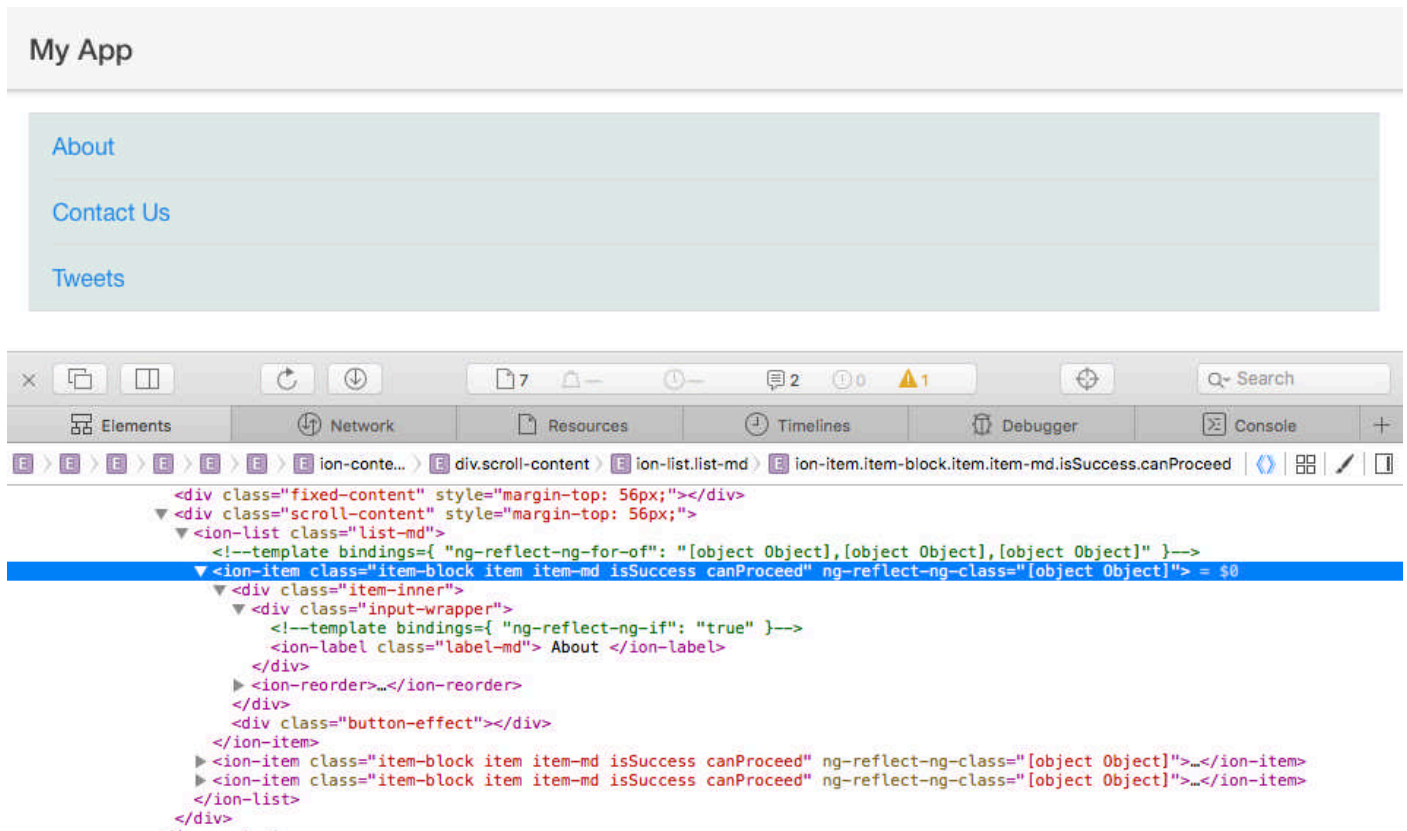 My App
About
Contact Us
Tweets
7 — — 2 0 1 Search
Elements Network Resources Timelines Debugger Console +
E E E E E E E ion-conte... E div.scroll-content E ion-list.list-md E ion-item.item-block.item.item-md.isSuccess.canProceed
<div class="fixed-content" style="margin-top: 56px;"></div>
▼<div class="scroll-content" style="margin-top: 56px;">
▼<ion-list class="list-md">
<!--template bindings={ "ng-reflect-ng-for-of": "[object Object],[object Object],[object Object]" }-->
▼<ion-item class="item-block item item-md isSuccess canProceed" ng-reflect-ng-class="[object Object]"> = $0
▼<div class="item-inner">
▼<div class="input-wrapper">
<!--template bindings={ "ng-reflect-ng-if": "true" }-->
<ion-label class="label-md"> About </ion-label>
</div>
▶<ion-reorder>…</ion-reorder>
</div>
<div class="button-effect"></div>
</ion-item>
▶<ion-item class="item-block item item-md isSuccess canProceed" ng-reflect-ng-class="[object Object]">…</ion-item>
▶<ion-item class="item-block item item-md isSuccess canProceed" ng-reflect-ng-class="[object Object]">…</ion-item>
</ion-list>
</div>